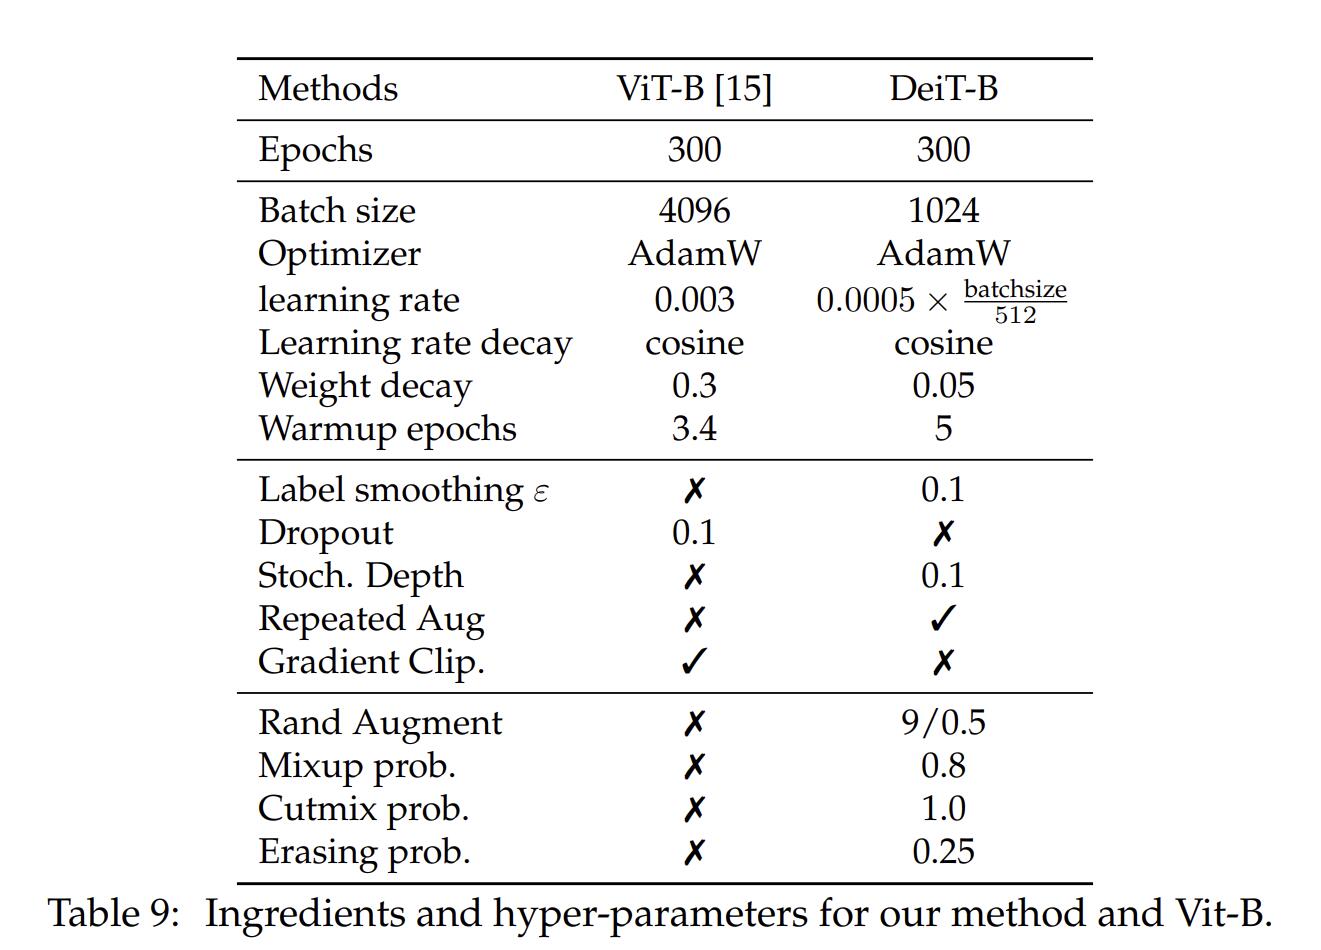 Methods ViT-B [15] DeiT-B
Epochs 300 300
Batch size 4096 1024
Optimizer AdamW AdamW
learning rate 0.003 0.0005 × batchsize/512
Learning rate decay cosine cosine
Weight decay 0.3 0.05
Warmup epochs 3.4 5
Label smoothing ε ✗ 0.1
Dropout 0.1 ✗
Stoch. Depth ✗ 0.1
Repeated Aug ✗ ✓
Gradient Clip. ✓ ✗
Rand Augment ✗ 9/0.5
Mixup prob. ✗ 0.8
Cutmix prob. ✗ 1.0
Erasing prob. ✗ 0.25
Table 9: Ingredients and hyper-parameters for our method and Vit-B.